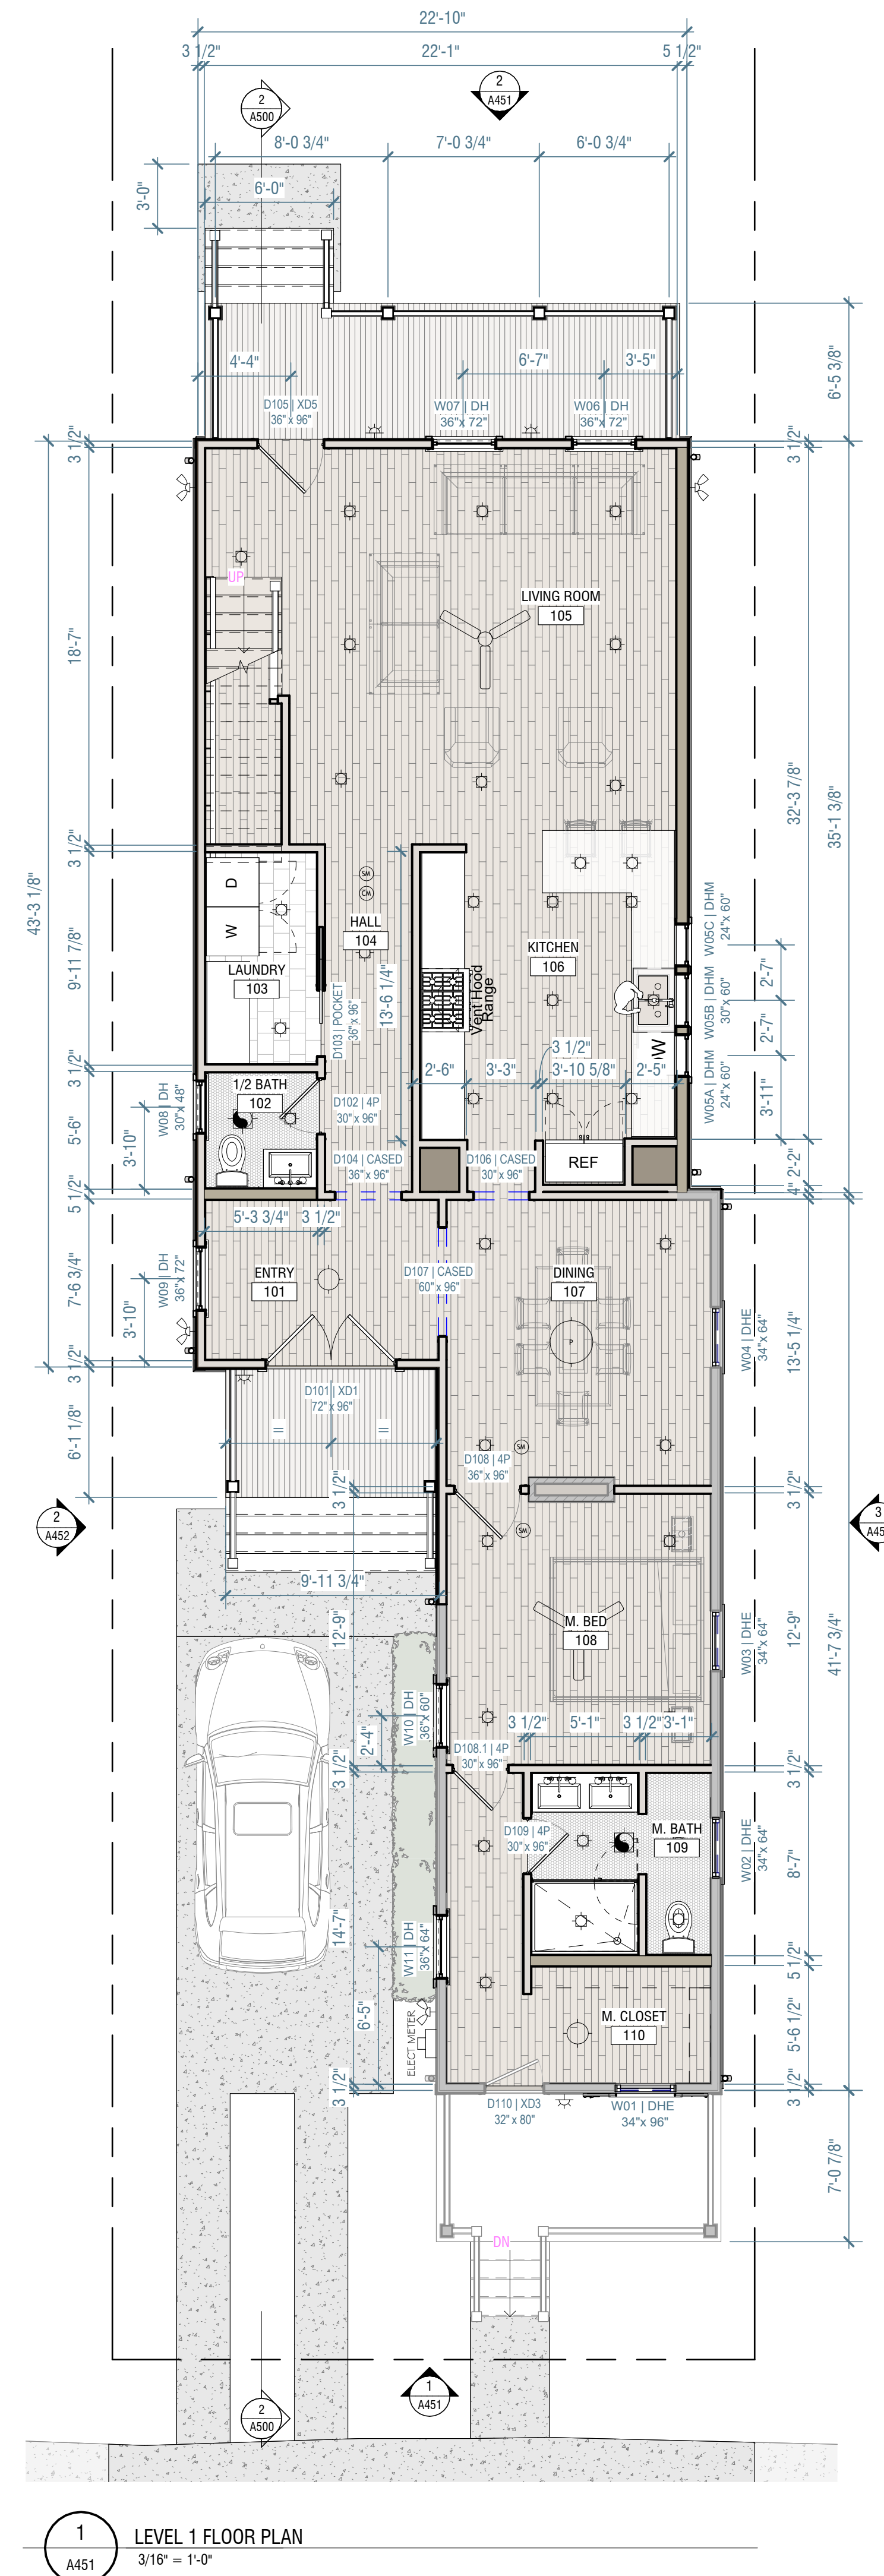 22'-10"
3 1/2"
22'-1"
5 1/2"
2
A500
2
A451
8'-0 3/4"
7'-0 3/4"
6'-0 3/4"
3'-0"
6'-0"
4'-4"
6'-7"
3'-5"
6'-5 3/8"
D105 | XD5
36" x 96"
W07 | DH
36"x 72"
W06 | DH
36"x 72"
3 1/2"
3 1/2"
UP
LIVING ROOM
105
18'-7"
32'-3 7/8"
35'-1 3/8"
43'-3 1/8"
3 1/2"
D
W
SM
CM
HALL
104
LAUNDRY
103
9'-11 7/8"
D103 | POCKET
36" x 96"
13'-6 1/4"
Vent Hood
Range
KITCHEN
106
W05C | DHM
24"x 60"
W05B | DHM
30"x 60"
W05A | DHM
24"x 60"
2'-7"
2'-7"
3'-11"
3 1/2"
3 1/2"
2'-6"
3'-3"
3'-10 5/8"
2'-5"
1/2 BATH
102
W08 | DH
30"x 48"
D102 | 4P
30" x 96"
5'-6"
3'-10"
D104 | CASED
36" x 96"
D106 | CASED
30" x 96"
REF
2'-2"
4"
5 1/2"
5'-3 3/4"
3 1/2"
ENTRY
101
D107 | CASED
60" x 96"
DINING
107
P
W09 | DH
36"x 72"
7'-6 3/4"
3'-10"
W04 | DHE
34"x 64"
13'-5 1/4"
3 1/2"
D101 | XD1
72" x 96"
=
=
6'-1 1/8"
SM
D108 | 4P
36" x 96"
3 1/2"
3 1/2"
2
A452
3
SM
9'-11 3/4"
M. BED
108
12'-9"
W03 | DHE
34"x 64"
12'-9"
41'-7 3/4"
W10 | DH
36"x 60"
2'-4"
3 1/2"
5'-1"
3 1/2"
3'-1"
D108.1 | 4P
30" x 96"
3 1/2"
3 1/2"
D109 | 4P
30" x 96"
M. BATH
109
W02 | DHE
34"x 64"
8'-7"
14'-7"
W11 | DH
36"x 64"
5 1/2"
6'-5"
ELECT METER
M. CLOSET
110
5'-6 1/2"
3 1/2"
3 1/2"
D110 | XD3
32" x 80"
W01 | DHE
34"x 96"
7'-0 7/8"
DN
1
A451
2
A500
1
A451
LEVEL 1 FLOOR PLAN
3/16" = 1'-0"